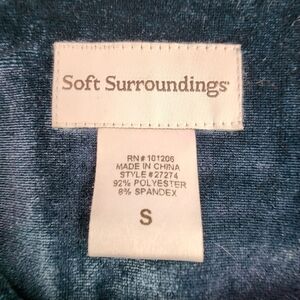 Soft Surroundings
RN# 101206
MADE IN CHINA
STYLE #27274
92% POLYESTER
8% SPANDEX
S